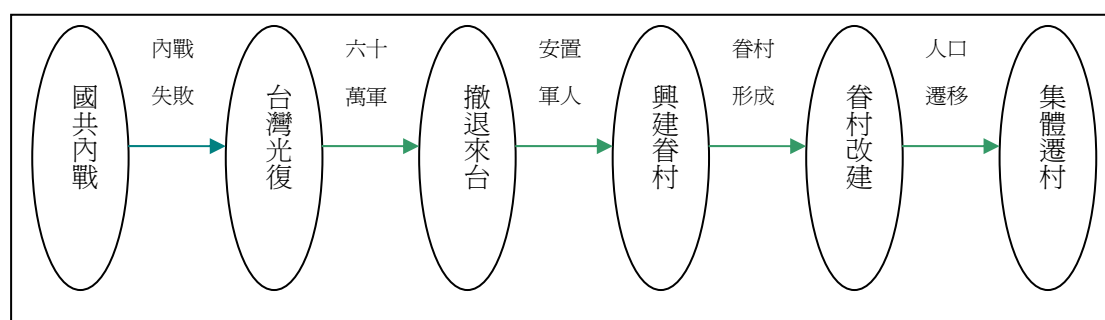 國共內戰
內戰
失敗
台灣光復
六十
萬軍
撤退來台
安置
軍人
興建眷村
眷村
形成
眷村改建
人口
遷移
集體遷村